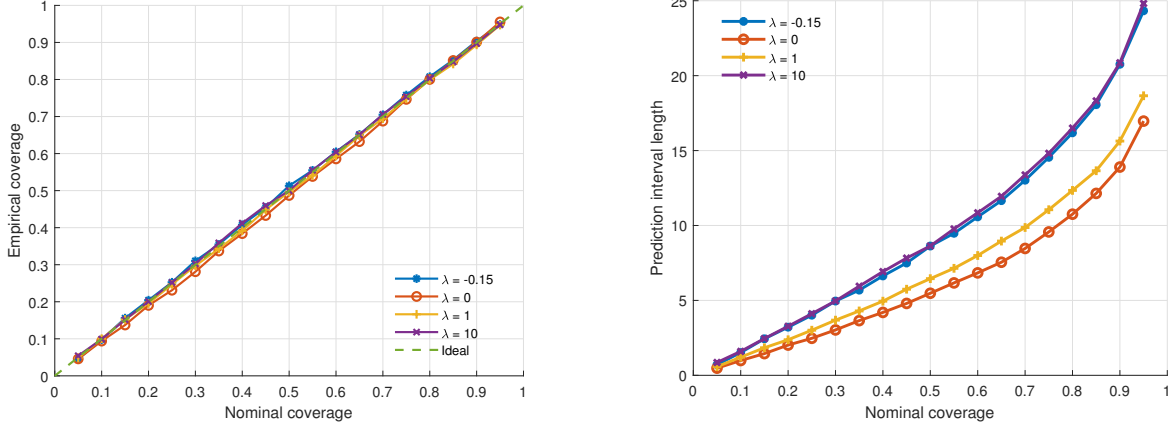 1
0.9
0.8
0.7
0.6
0.5
0.4
0.3
0.2
0.1
0
Empirical coverage
λ = -0.15
λ = 0
λ = 1
λ = 10
Ideal
0 0.1 0.2 0.3 0.4 0.5 0.6 0.7 0.8 0.9 1
Nominal coverage
25
20
15
10
5
0
Prediction interval length
λ = -0.15
λ = 0
λ = 1
λ = 10
0 0.1 0.2 0.3 0.4 0.5 0.6 0.7 0.8 0.9 1
Nominal coverage